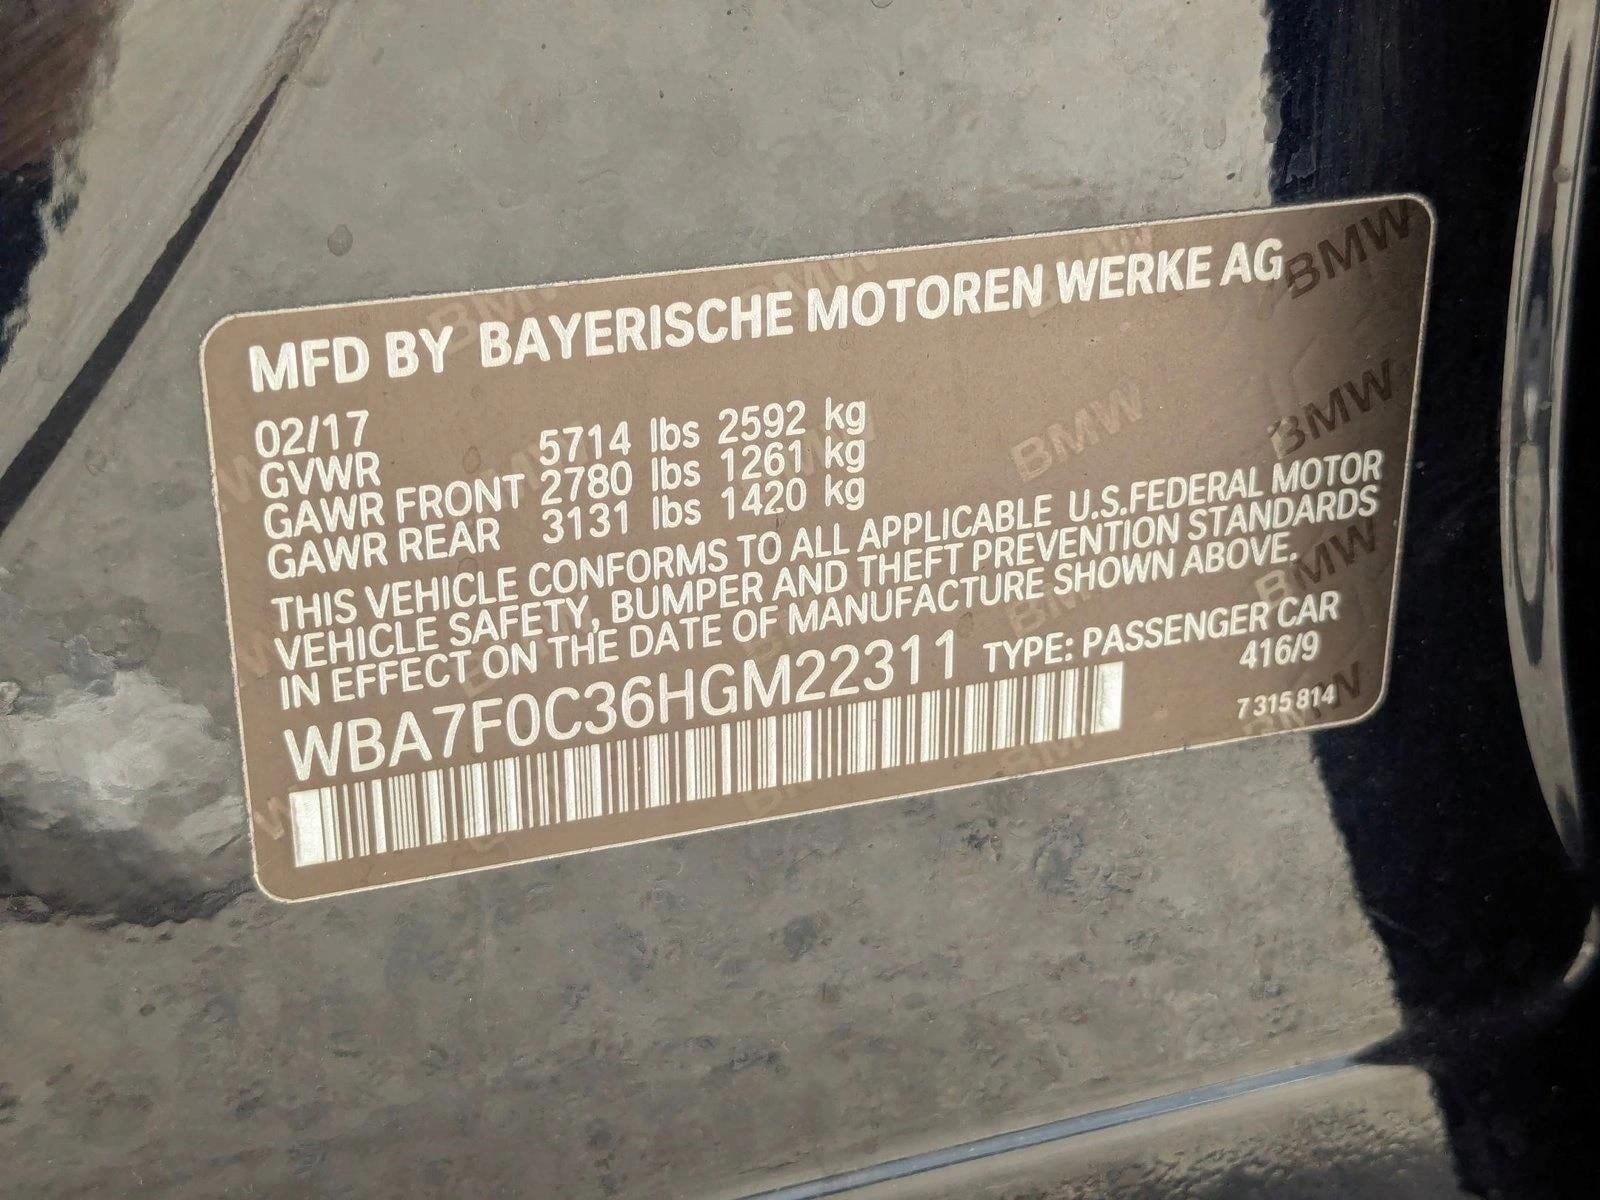 MFD BY BAYERISCHE MOTOREN WERKE AG
02/17
GVWR 5714 lbs 2592 kg
GAWR FRONT 2780 lbs 1261 kg
GAWR REAR 3131 lbs 1420 kg
THIS VEHICLE CONFORMS TO ALL APPLICABLE U.S.FEDERAL MOTOR
VEHICLE SAFETY, BUMPER AND THEFT PREVENTION STANDARDS
IN EFFECT ON THE DATE OF MANUFACTURE SHOWN ABOVE.
WBA7F0C36HGM22311 TYPE: PASSENGER CAR
416/9
7 315 814
BMW
BMW
BMW
BMW